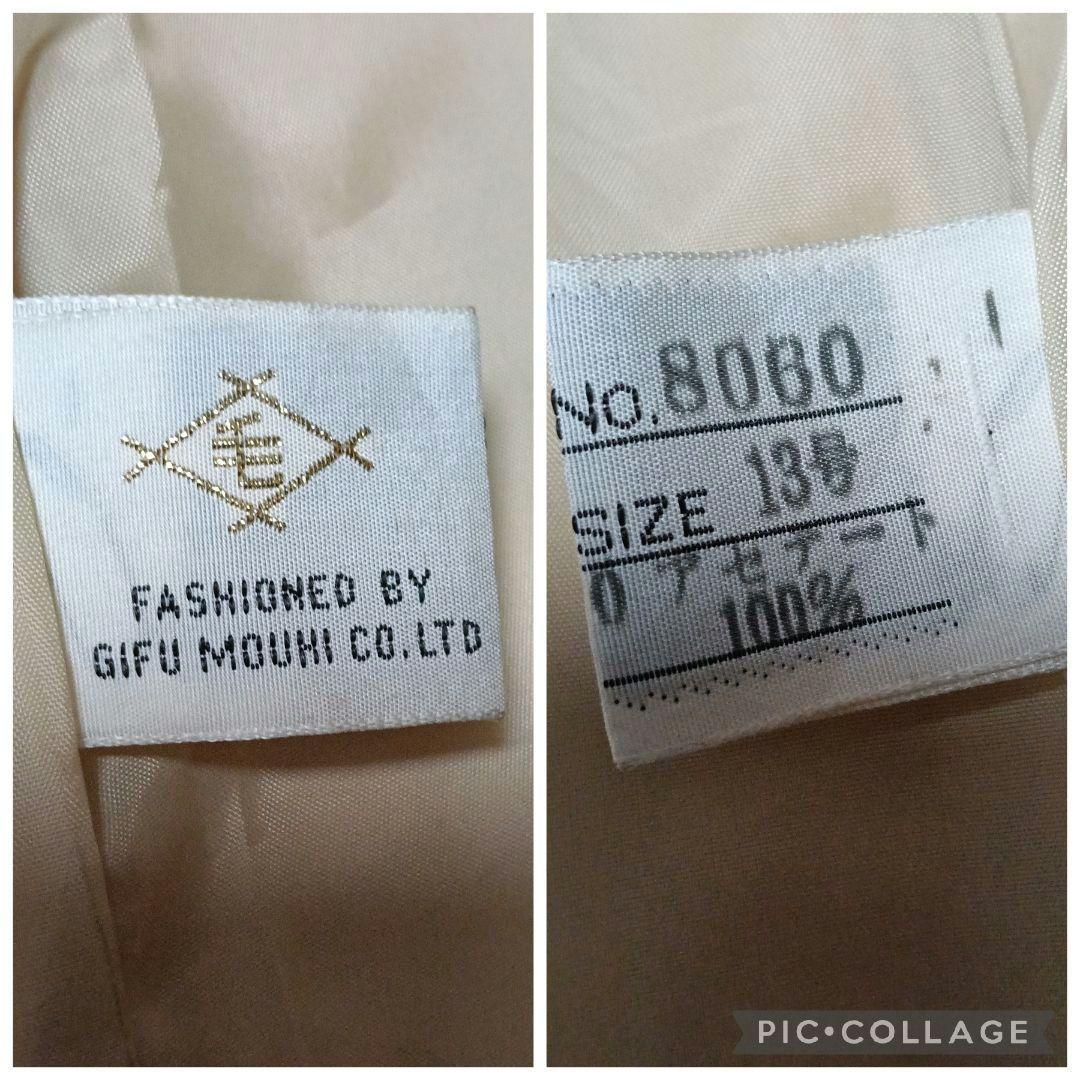 毛
FASHIONED BY
GIFU MOUHI CO.LTD
No. 8060
SIZE 13号
アセテート
100%
PIC•COLLAGE